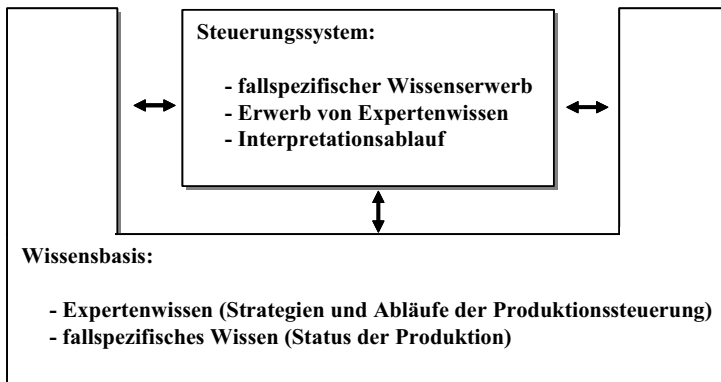 Steuerungssystem:
- fallspezifischer Wissenserwerb
- Erwerb von Expertenwissen
- Interpretationsablauf
Wissensbasis:
- Expertenwissen (Strategien und Abläufe der Produktionssteuerung)
- fallspezifisches Wissen (Status der Produktion)